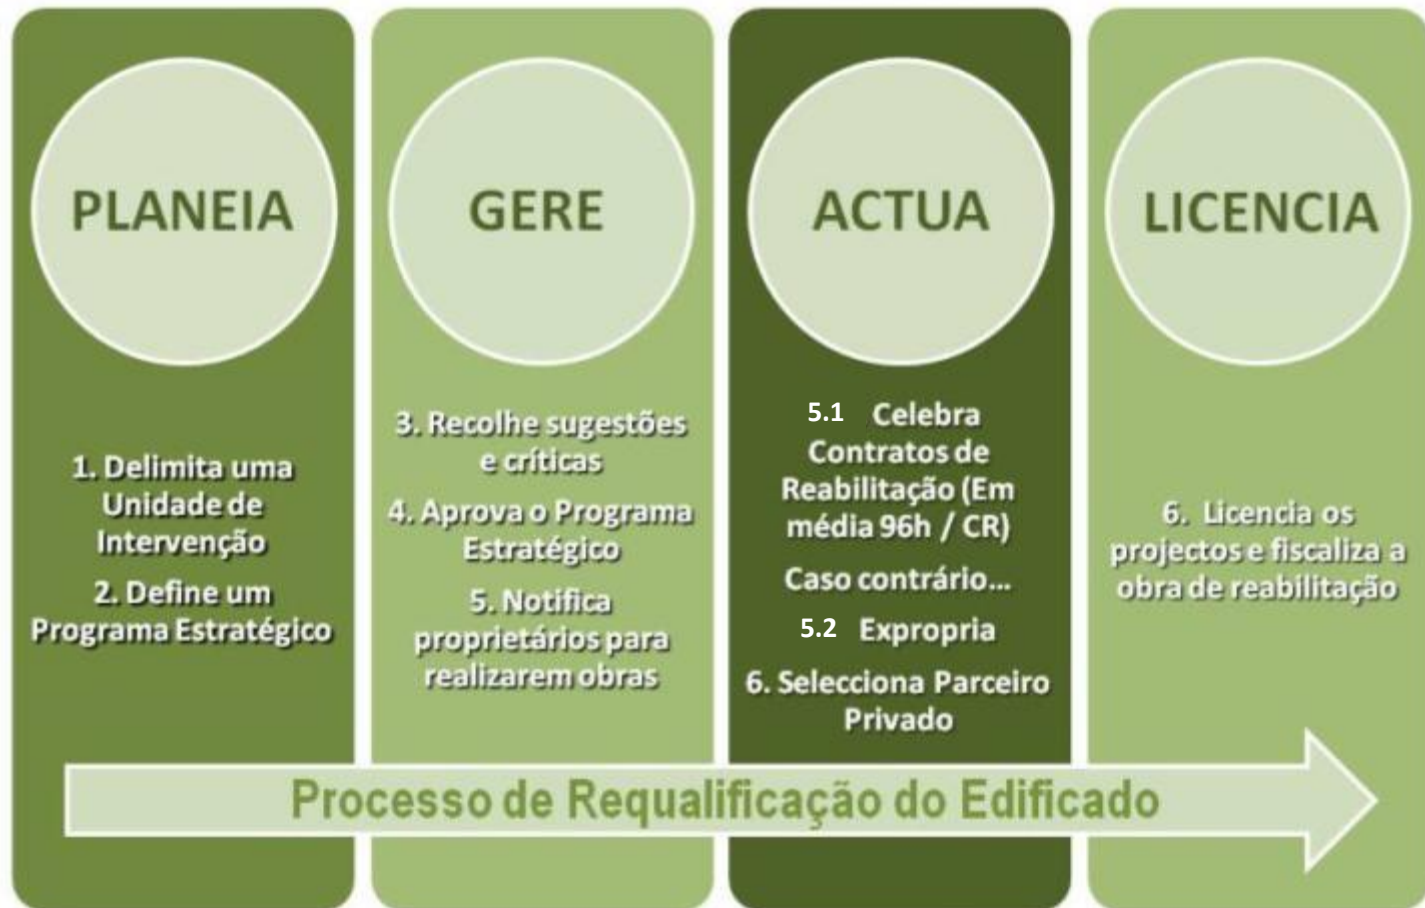 PLANEIA
1. Delimita uma
Unidade de
Intervenção
2. Define um
Programa Estratégico
GERE
3. Recolhe sugestões
e críticas
4. Aprova o Programa
Estratégico
5. Notifica
proprietários para
realizarem obras
ACTUA
5.1 Celebra
Contratos de
Reabilitação (Em
média 96h / CR)
Caso contrário...
5.2 Expropria
6. Selecciona Parceiro
Privado
LICENCIA
6. Licencia os
projectos e fiscaliza a
obra de reabilitação
Processo de Requalificação do Edificado